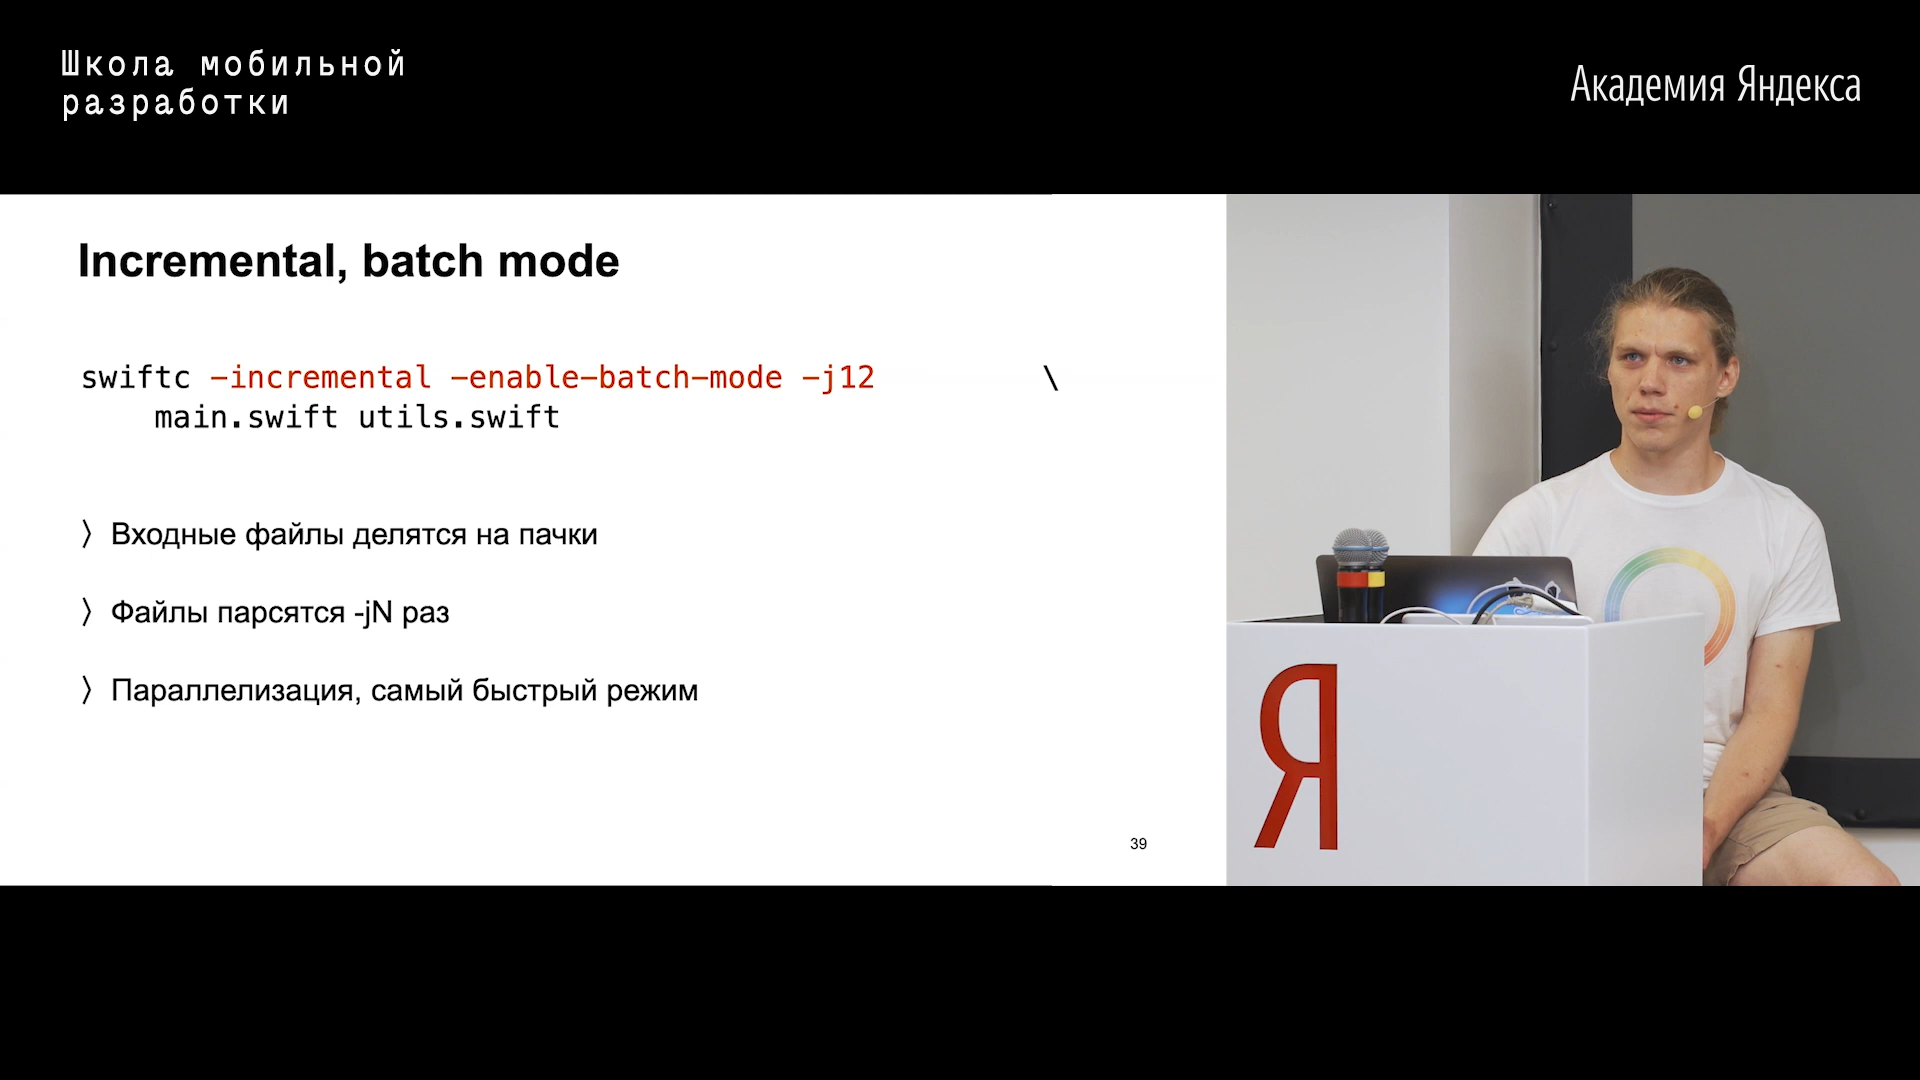 Школа мобильной
разработки
Академия Яндекса
Incremental, batch mode
swiftc -incremental -enable-batch-mode -j12 \
main.swift utils.swift
〉Входные файлы делятся на пачки
〉Файлы парсятся -jN раз
〉Параллелизация, самый быстрый режим
39
Я